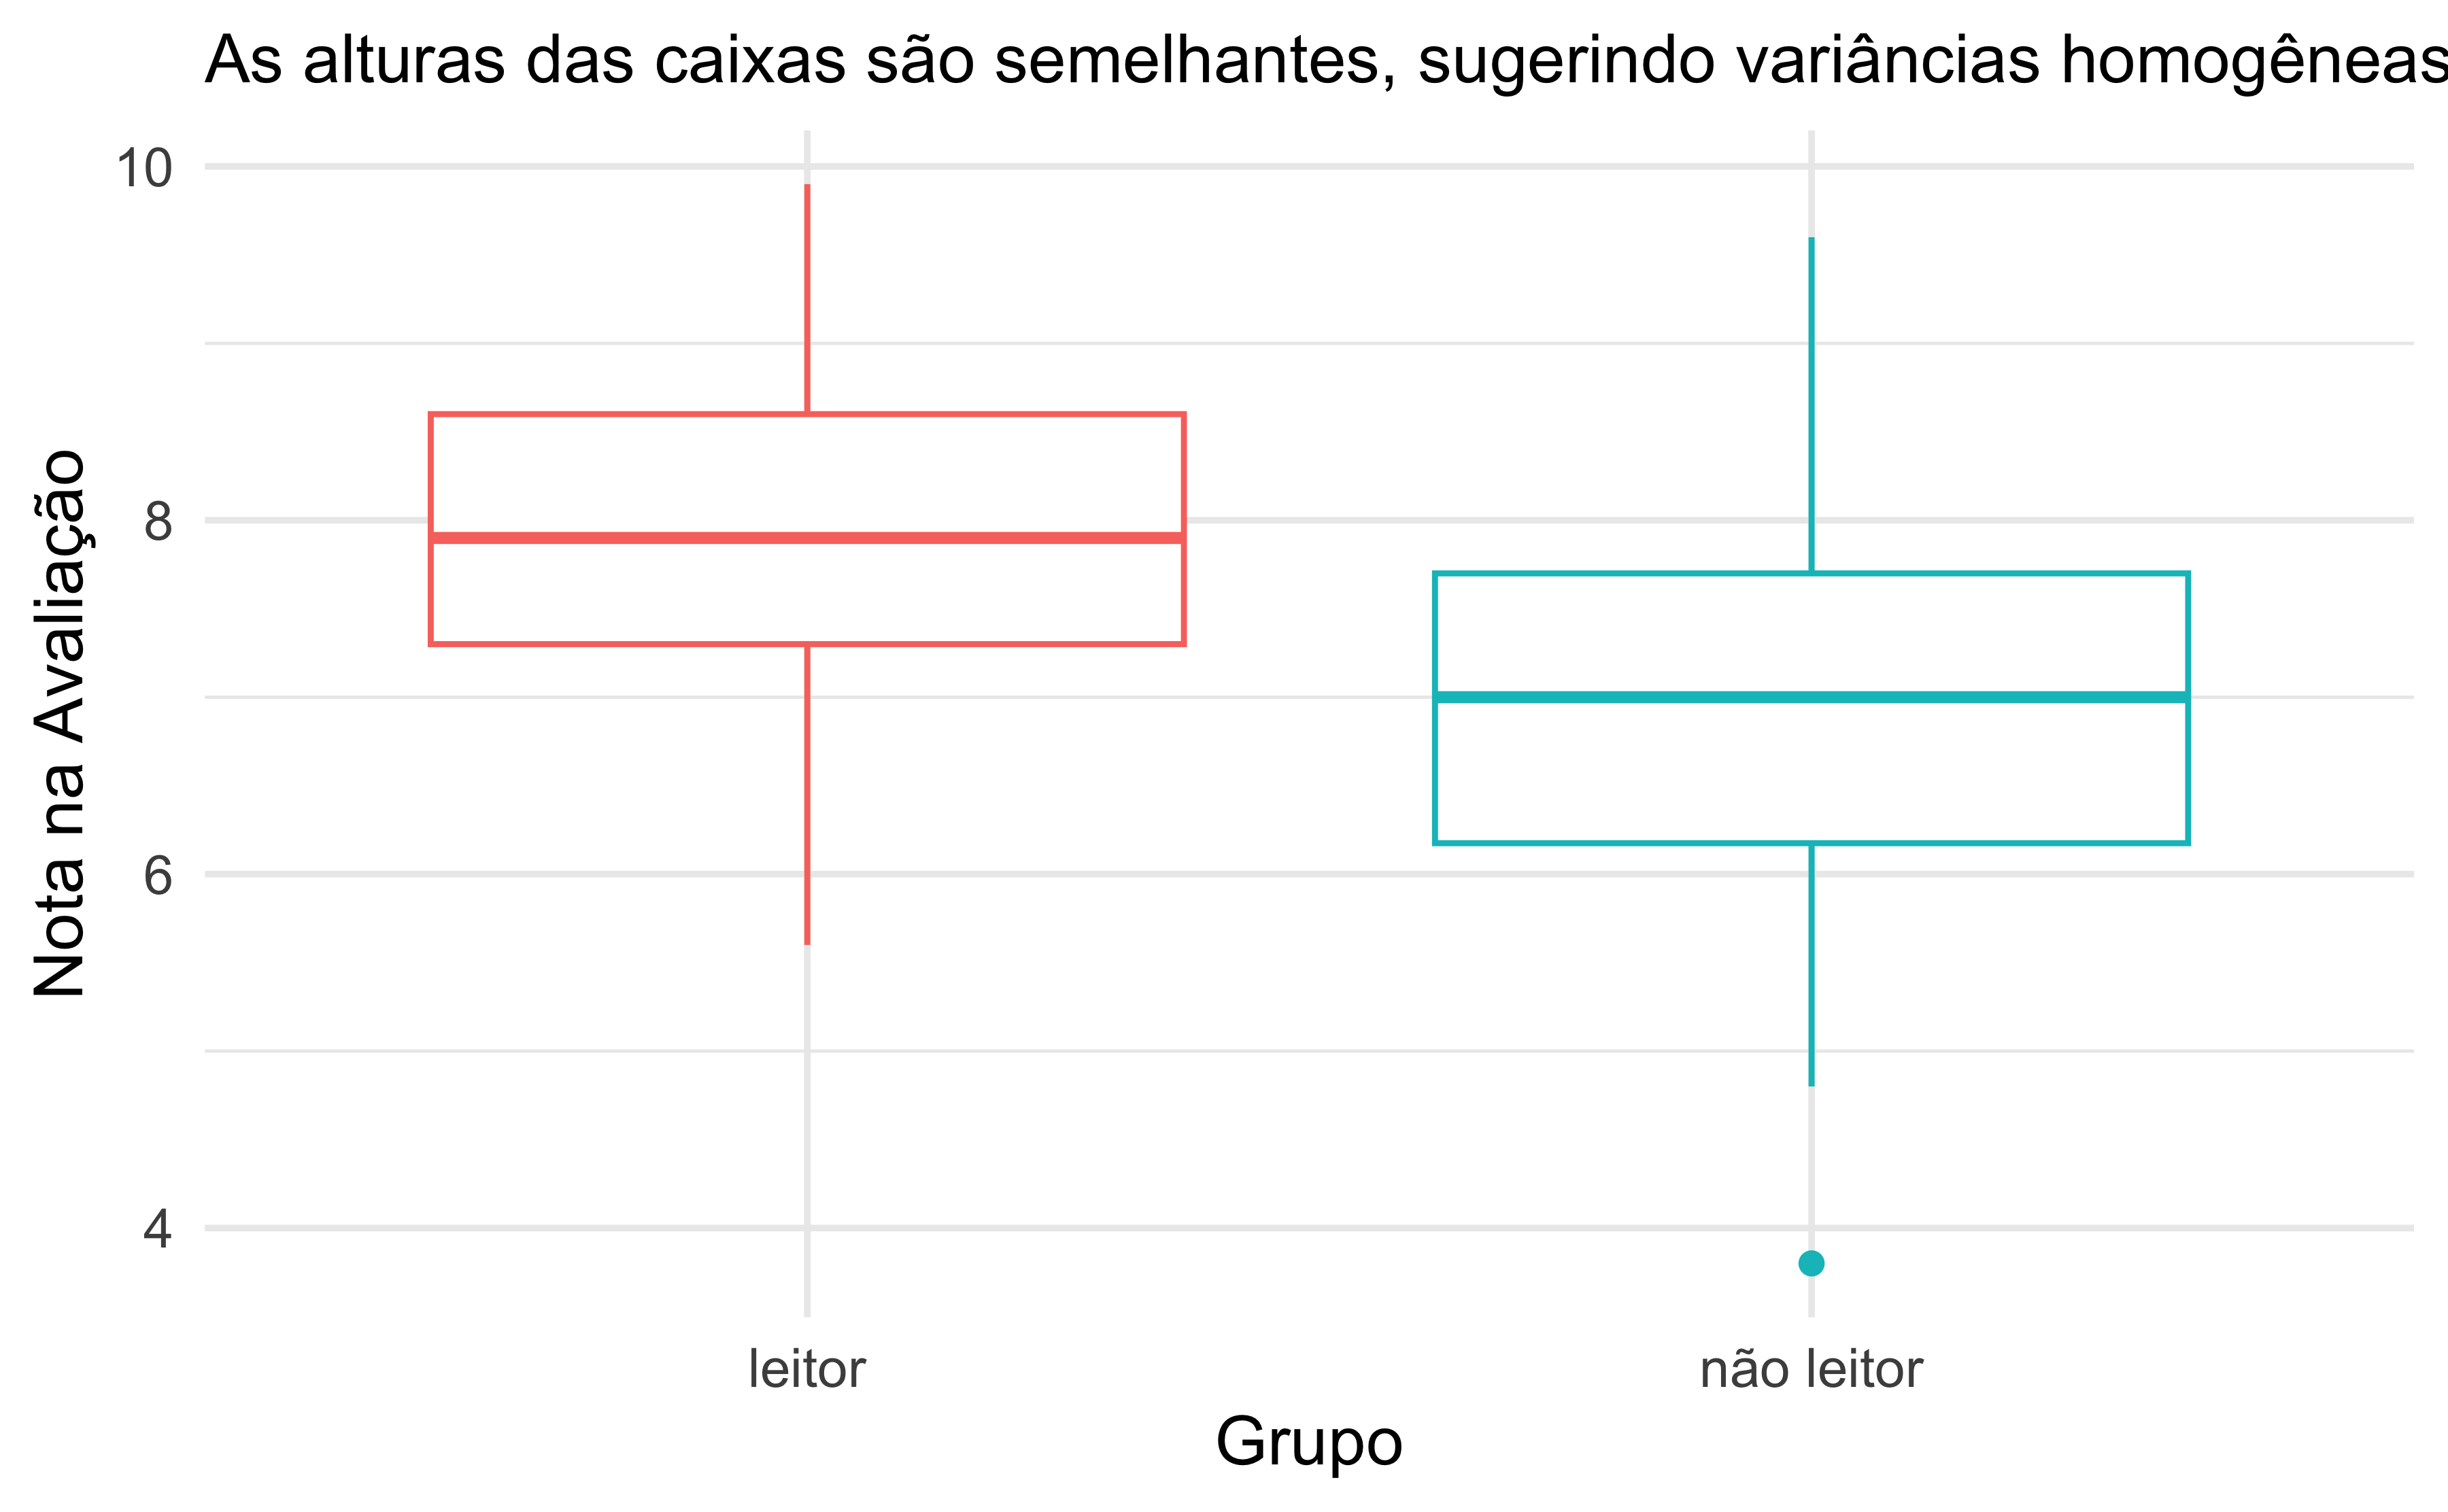 As alturas das caixas são semelhantes, sugerindo variâncias homogêneas
10
8
6
4
Nota na Avaliação
leitor
não leitor
Grupo